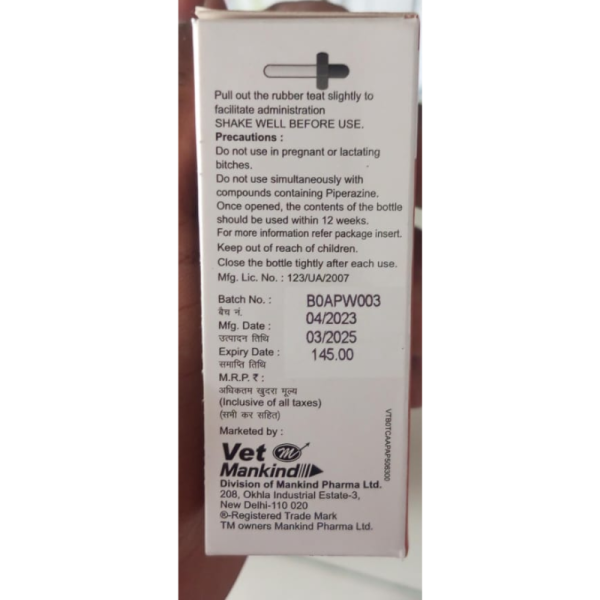 Pull out the rubber teat slightly to
facilitate administration
SHAKE WELL BEFORE USE.
Precautions :
Do not use in pregnant or lactating
bitches.
Do not use simultaneously with
compounds containing Piperazine.
Once opened, the contents of the bottle
should be used within 12 weeks.
For more information refer package insert.
Keep out of reach of children.
Close the bottle tightly after each use.
Mfg. Lic. No. : 123/UA/2007
Batch No. : B0APW003
बैच नं.
04/2023
Mfg. Date :
उत्पादन तिथि 03/2025
Expiry Date : 145.00
समाप्ति तिथि
M.R.P. ₹ :
अधिकतम खुदरा मूल्य
(Inclusive of all taxes)
(सभी कर सहित)
Marketed by :
Vet m
Mankind
Division of Mankind Pharma Ltd.
208, Okhla Industrial Estate-3,
New Delhi-110 020
®-Registered Trade Mark
TM owners Mankind Pharma Ltd.